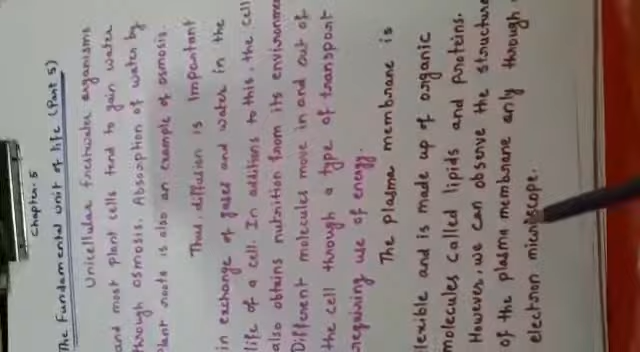 Chapter. 5
The Fundamental unit of life (Part 5)
Unicellular freshwater organisms
and most plant cells tend to gain water
through osmosis. Absorption of water by
Plant roots is also an example of osmosis.
Thus, diffusion is important
in exchange of gases and water in the
life of a cell. In additions to this, the cell
also obtains nutrition from its environmen
Different molecules move in and out of
the cell through a type of transport
requiring use of energy.
The plasma membrane is
flexible and is made up of organic
molecules called lipids and proteins.
However, we can observe the structure
of the plasma membrane only through
electron microscope.